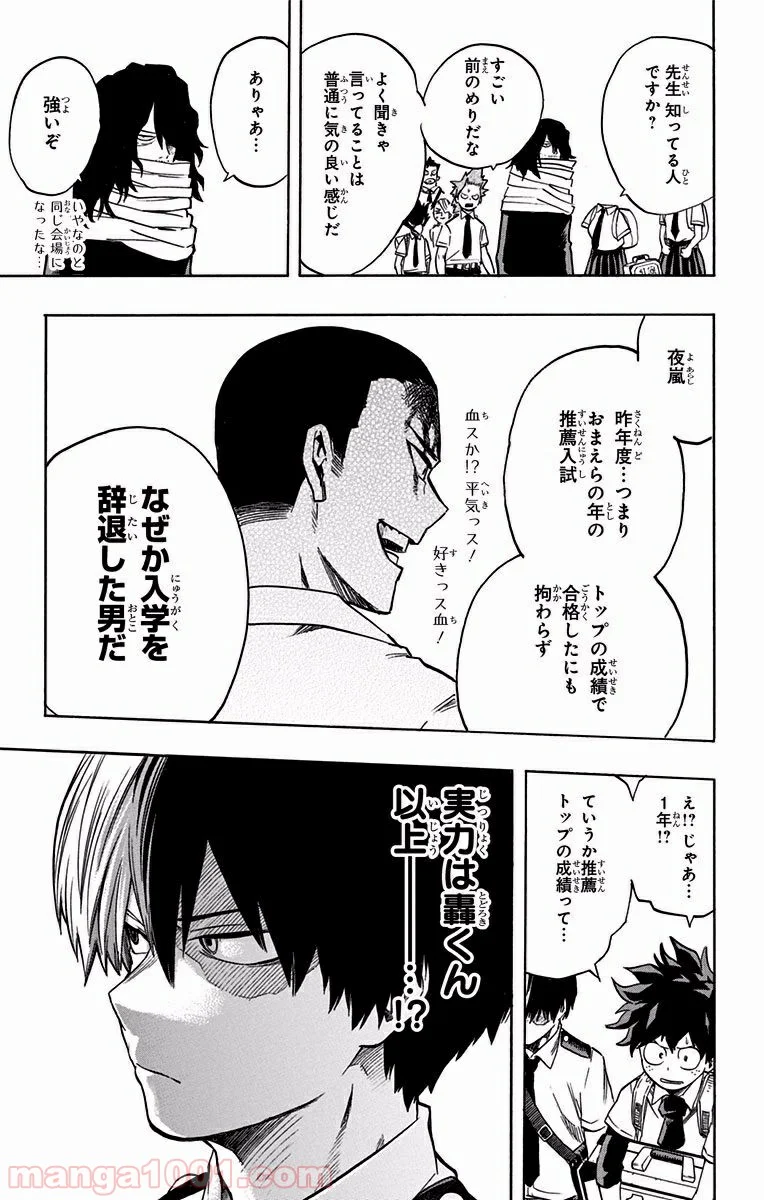 先生 知ってる人
ですか？
すごい
前のめりだな
よく聞きゃ
言ってることは
普通に気の良い感じだ
ありゃあ…
強いぞ
いやなのと
同じ会場に
なったな…
夜嵐
昨年度…つまり
おまえらの年の
推薦入試
トップの成績で
合格したにも
拘わらず
血スか!?平気っス！
好きっス血！
なぜか入学を
辞退した男だ
え!?じゃあ…
1年!?
ていうか推薦
トップの成績って…
実力は轟くん
以上――…!?
manga1001.com